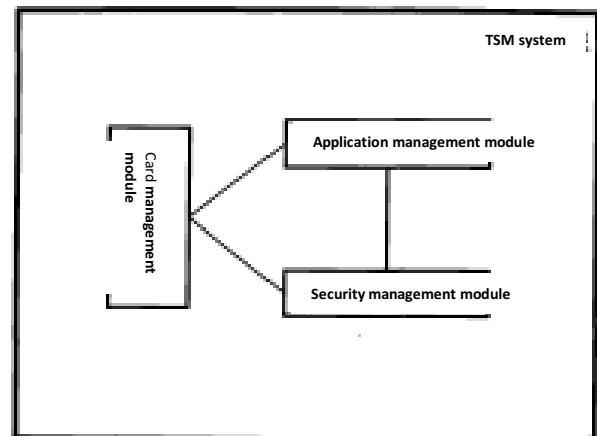 TSM system
Application management module
Card management
module
Security management module